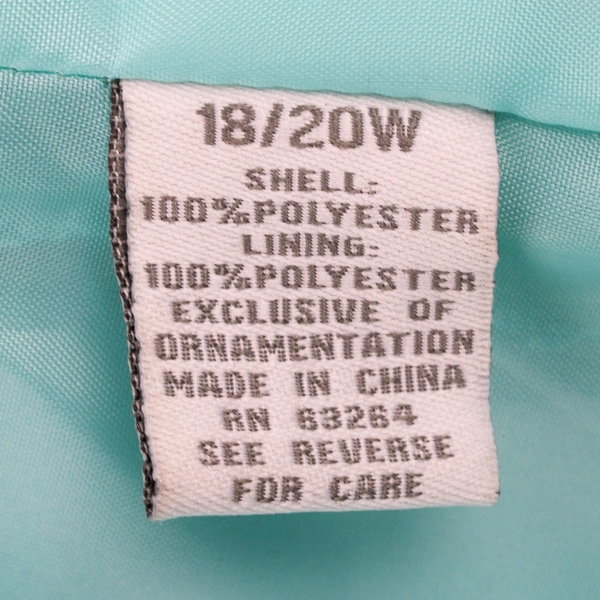 18/20W
SHELL:
100%POLYESTER
LINING:
100%POLYESTER
EXCLUSIVE OF
ORNAMENTATION
MADE IN CHINA
RN 63264
SEE REVERSE
FOR CARE